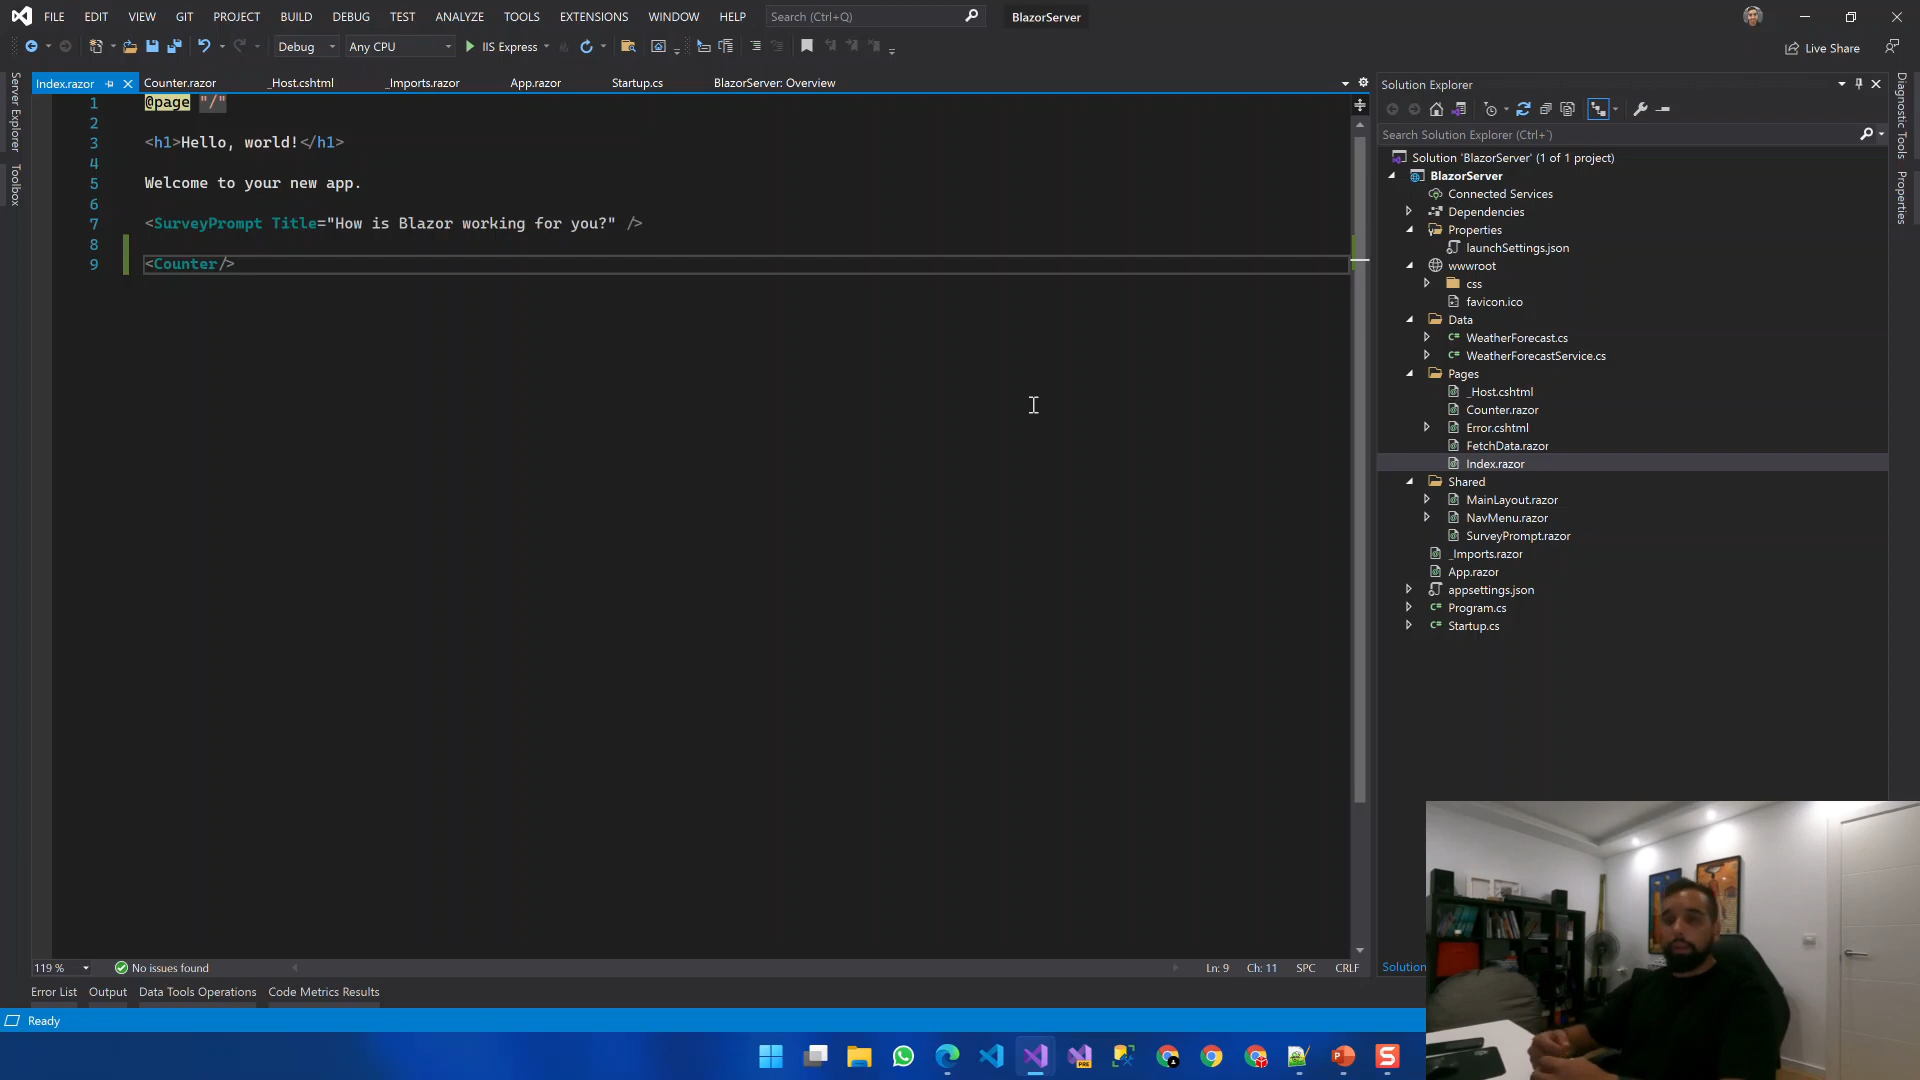 FILE EDIT VIEW GIT PROJECT BUILD DEBUG TEST ANALYZE TOOLS EXTENSIONS WINDOW HELP Search (Ctrl+Q) BlazorServer
Debug Any CPU IIS Express Live Share
Server Explorer
Toolbox
Index.razor Counter.razor _Host.cshtml _Imports.razor App.razor Startup.cs BlazorServer: Overview
1 @page "/"
2
3 <h1>Hello, world!</h1>
4
5 Welcome to your new app.
6
7 <SurveyPrompt Title="How is Blazor working for you?" />
8
9 <Counter/>
Solution Explorer
Search Solution Explorer (Ctrl+´)
Solution 'BlazorServer' (1 of 1 project)
BlazorServer
Connected Services
Dependencies
Properties
launchSettings.json
wwwroot
css
favicon.ico
Data
C# WeatherForecast.cs
C# WeatherForecastService.cs
Pages
_Host.cshtml
Counter.razor
Error.cshtml
FetchData.razor
Index.razor
Shared
MainLayout.razor
NavMenu.razor
SurveyPrompt.razor
_Imports.razor
App.razor
appsettings.json
C# Program.cs
C# Startup.cs
Diagnostic Tools
Properties
119 % No issues found Ln: 9 Ch: 11 SPC CRLF
Solution
Error List Output Data Tools Operations Code Metrics Results
Ready
PRE